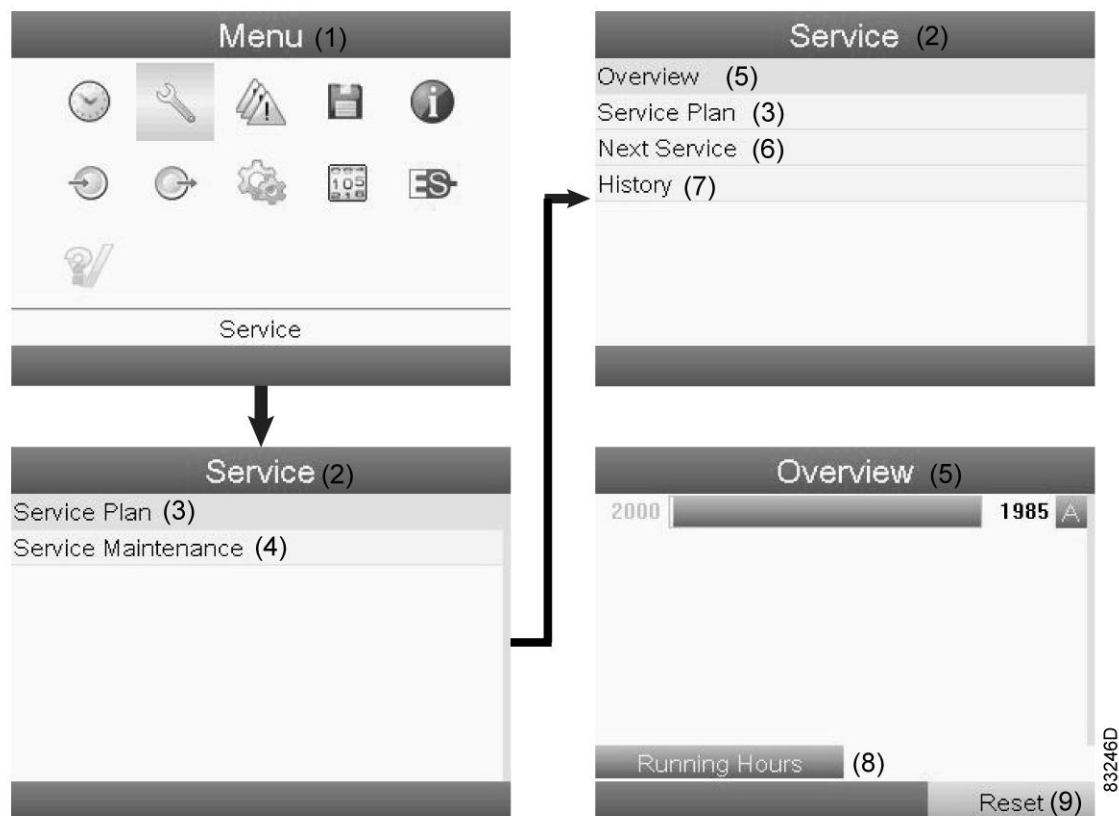 Menu (1)
Service
Service (2)
Service Plan (3)
Service Maintenance (4)
Service (2)
Overview (5)
Service Plan (3)
Next Service (6)
History (7)
Overview (5)
2000 1985 A
Running Hours (8)
Reset (9)
83246D